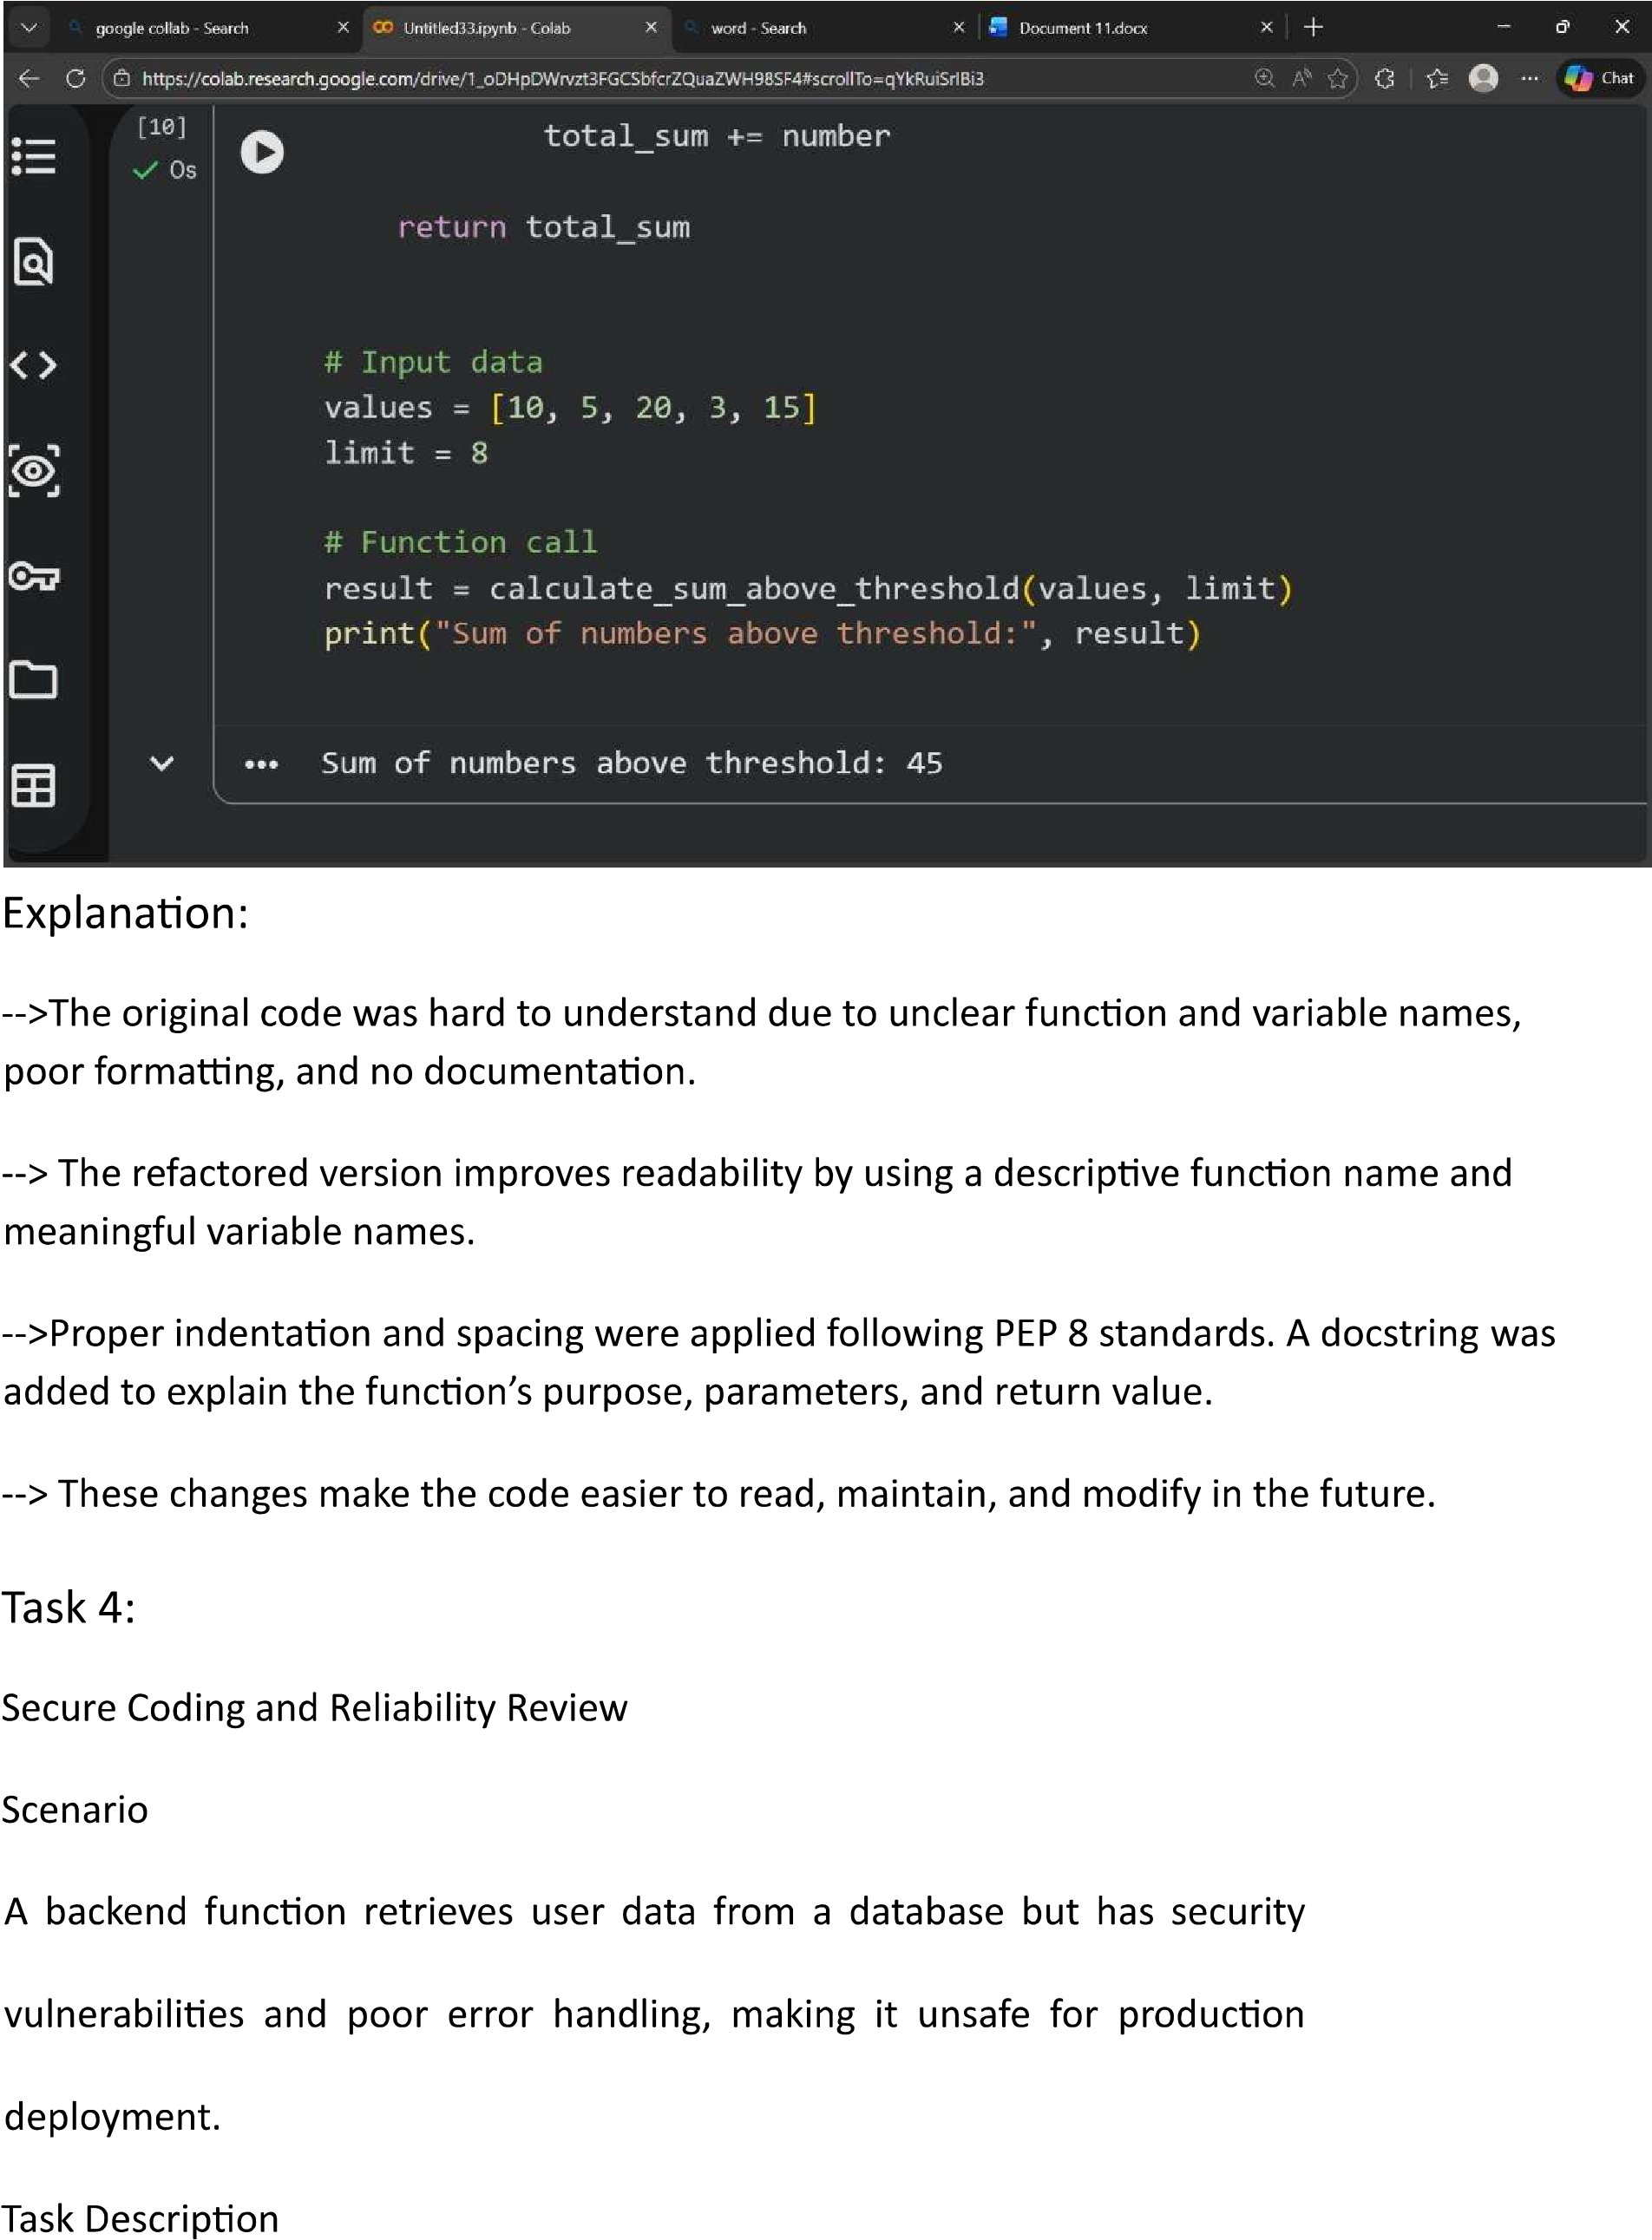 google collab - Search
Untitled33.ipynb - Colab
word - Search
Document 11.docx
https://colab.research.google.com/drive/1_oDHpDWrvzt3FGCSbfcrZQuaZWH98SF4#scrollTo=qYkRuiSrIBi3
Chat
[10]
0s
total_sum += number
return total_sum
# Input data
values = [10, 5, 20, 3, 15]
limit = 8
# Function call
result = calculate_sum_above_threshold(values, limit)
print("Sum of numbers above threshold:", result)
Sum of numbers above threshold: 45
Explanation:
-->The original code was hard to understand due to unclear function and variable names,
poor formatting, and no documentation.
--> The refactored version improves readability by using a descriptive function name and
meaningful variable names.
-->Proper indentation and spacing were applied following PEP 8 standards. A docstring was
added to explain the function’s purpose, parameters, and return value.
--> These changes make the code easier to read, maintain, and modify in the future.
Task 4:
Secure Coding and Reliability Review
Scenario
A backend function retrieves user data from a database but has security
vulnerabilities and poor error handling, making it unsafe for production
deployment.
Task Description